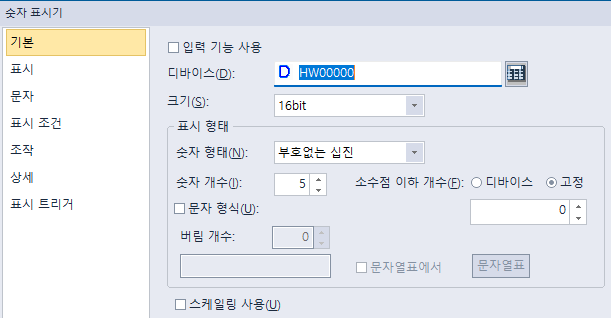 숫자 표시기
기본
표시
문자
표시 조건
조작
상세
표시 트리거
입력 기능 사용
디바이스(D): D HW00000
크기(S): 16bit
표시 형태
숫자 형태(N): 부호없는 십진
숫자 개수(I): 5 소수점 이하 개수(F): 디바이스 고정
문자 형식(U): 0
버림 개수: 0
문자열표에서 문자열표
스케일링 사용(U)